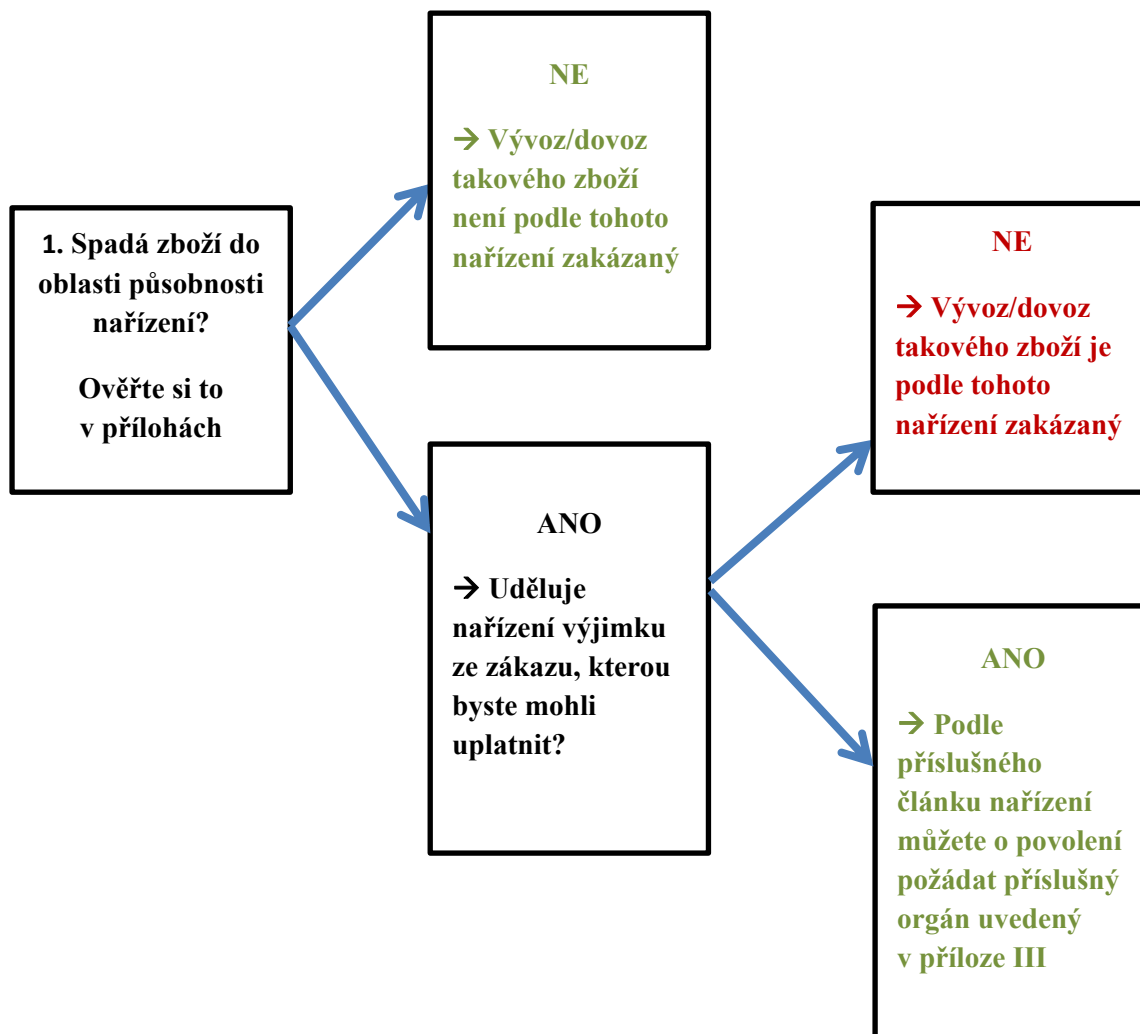 1. Spadá zboží do
oblasti působnosti
nařízení?
Ověřte si to
v přílohách
NE
→ Vývoz/dovoz
takového zboží
není podle tohoto
nařízení zakázaný
ANO
→ Uděluje
nařízení výjimku
ze zákazu, kterou
byste mohli
uplatnit?
NE
→ Vývoz/dovoz
takového zboží je
podle tohoto
nařízení zakázaný
ANO
→ Podle
příslušného
článku nařízení
můžete o povolení
požádat příslušný
orgán uvedený
v příloze III